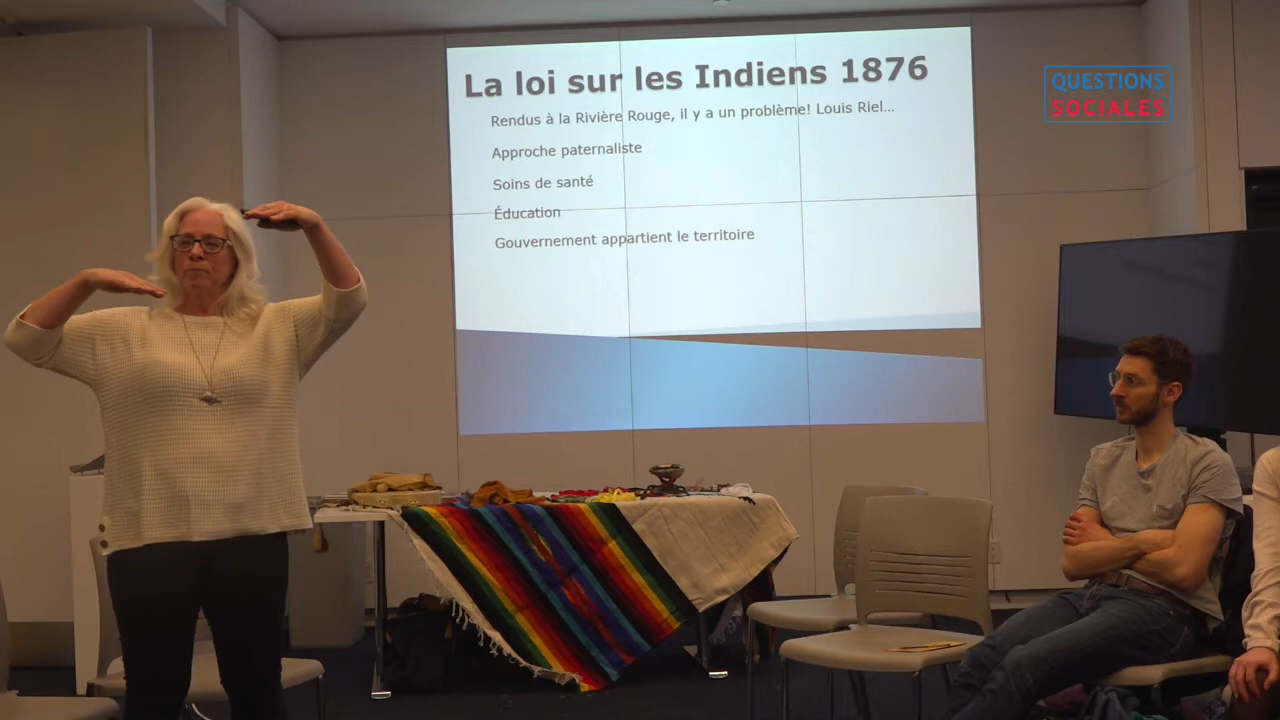 La loi sur les Indiens 1876
Rendus à la Rivière Rouge, il y a un problème! Louis Riel...
Approche paternaliste
Soins de santé
Éducation
Gouvernement appartient le territoire
QUESTIONS
SOCIALES